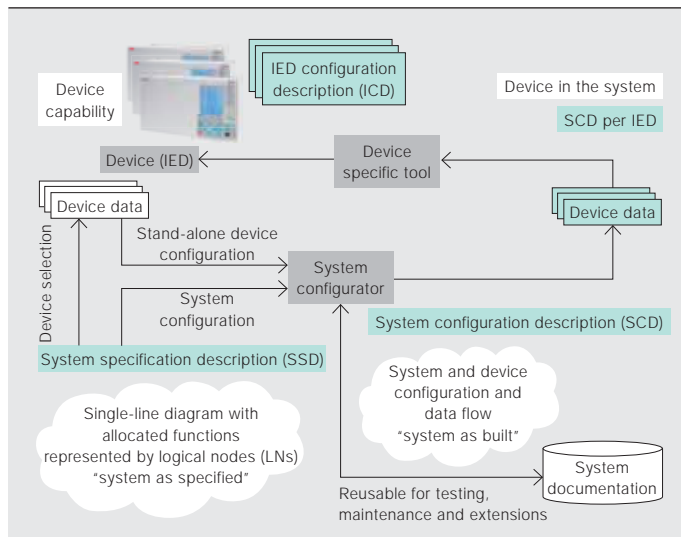 Device
capability
IED configuration
description (ICD)
Device in the system
SCD per IED
Device (IED)
Device
specific tool
Device data
Device data
Stand-alone device
configuration
Device selection
System
configurator
System
configuration
System configuration description (SCD)
System specification description (SSD)
Single-line diagram with
allocated functions
represented by logical nodes (LNs)
"system as specified"
System and device
configuration and
data flow
"system as built"
System
documentation
Reusable for testing,
maintenance and extensions